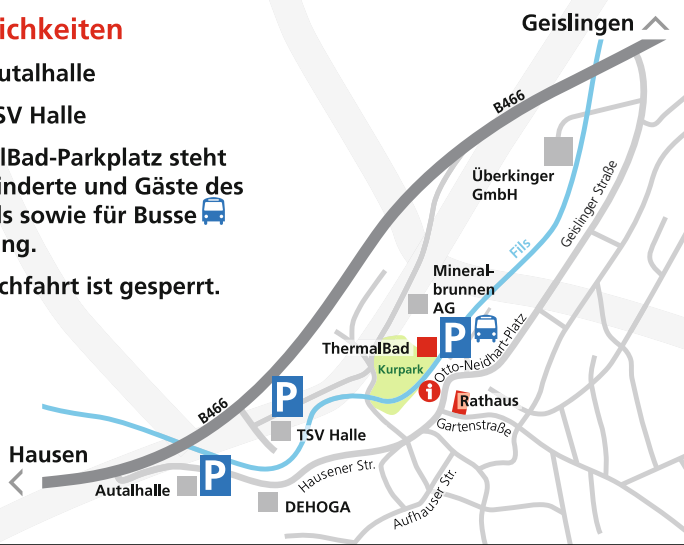 ichkeiten
utalhalle
SV Halle
lBad-Parkplatz steht
inderte und Gäste des
ls sowie für Busse
ng.
chfahrt ist gesperrt.
Geislingen
B466
Überkinger
GmbH
Geislinger Straße
Fils
Mineral-
brunnen
AG
P
ThermalBad
Kurpark
Otto-Neidhart-Platz
i
Rathaus
Gartenstraße
P
B466
TSV Halle
Hausen
P
Autalhalle
Hausener Str.
DEHOGA
Aufhauser Str.